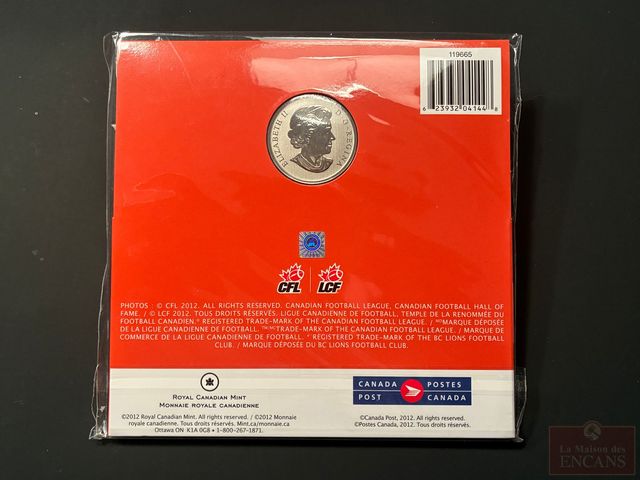 119665
6 23932 04144 8
ELIZABETH II D·G·REGINA
CFL LCF
PHOTOS : © CFL 2012. ALL RIGHTS RESERVED. CANADIAN FOOTBALL LEAGUE, CANADIAN FOOTBALL HALL OF
FAME. / © LCF 2012. TOUS DROITS RÉSERVÉS. LIGUE CANADIENNE DE FOOTBALL, TEMPLE DE LA RENOMMÉE DU
FOOTBALL CANADIEN. REGISTERED TRADE-MARK OF THE CANADIAN FOOTBALL LEAGUE. / MARQUE DÉPOSÉE
DE LA LIGUE CANADIENNE DE FOOTBALL. TRADE-MARK OF THE CANADIAN FOOTBALL LEAGUE. / MARQUE DE
COMMERCE DE LA LIGUE CANADIENNE DE FOOTBALL. REGISTERED TRADE-MARK OF THE BC LIONS FOOTBALL
CLUB. / MARQUE DÉPOSÉE DU BC LIONS FOOTBALL CLUB.
ROYAL CANADIAN MINT
MONNAIE ROYALE CANADIENNE
©2012 Royal Canadian Mint. All rights reserved. / ©2012 Monnaie
royale canadienne. Tous droits réservés. Mint.ca/monnaie.ca
Ottawa ON K1A 0G8 • 1-800-267-1871.
CANADA POSTES
POST CANADA
©Canada Post, 2012. All rights reserved. /
©Postes Canada, 2012. Tous droits réservés.
La Maison des
ENCANS